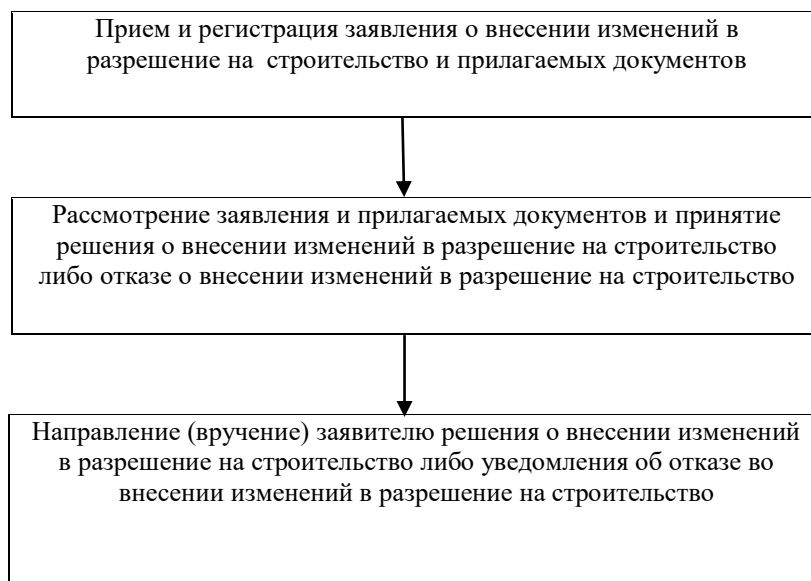 Прием и регистрация заявления о внесении изменений в
разрешение на  строительство и прилагаемых документов
Рассмотрение заявления и прилагаемых документов и принятие
решения о внесении изменений в разрешение на строительство
либо отказе о внесении изменений в разрешение на строительство
Направление (вручение) заявителю решения о внесении изменений
в разрешение на строительство либо уведомления об отказе во
внесении изменений в разрешение на строительство